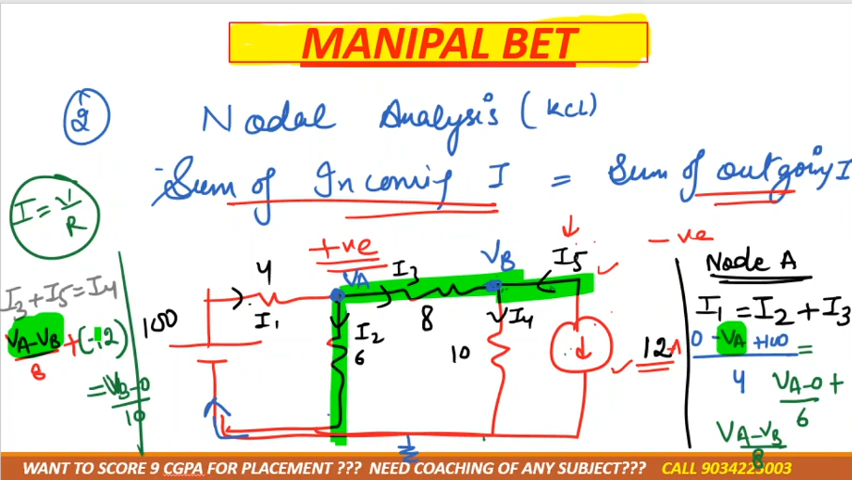 MANIPAL BET
2
Nodal Analysis (KCL)
Sum of Incoming I = Sum of outgoing I
I = V/R
+ve
- ve
4
VA
I3
VB
I5
Node A
I3 + I5 = I4
I1 = I2 + I3
100
I1
I2
8
I4
6
10
12A
VA-VB/8 + (-12)
= VB-0/10
0 - VA + 100/4 =
VA-0/6 +
VA-VB/8
WANT TO SCORE 9 CGPA FOR PLACEMENT ??? NEED COACHING OF ANY SUBJECT??? CALL 9034223003